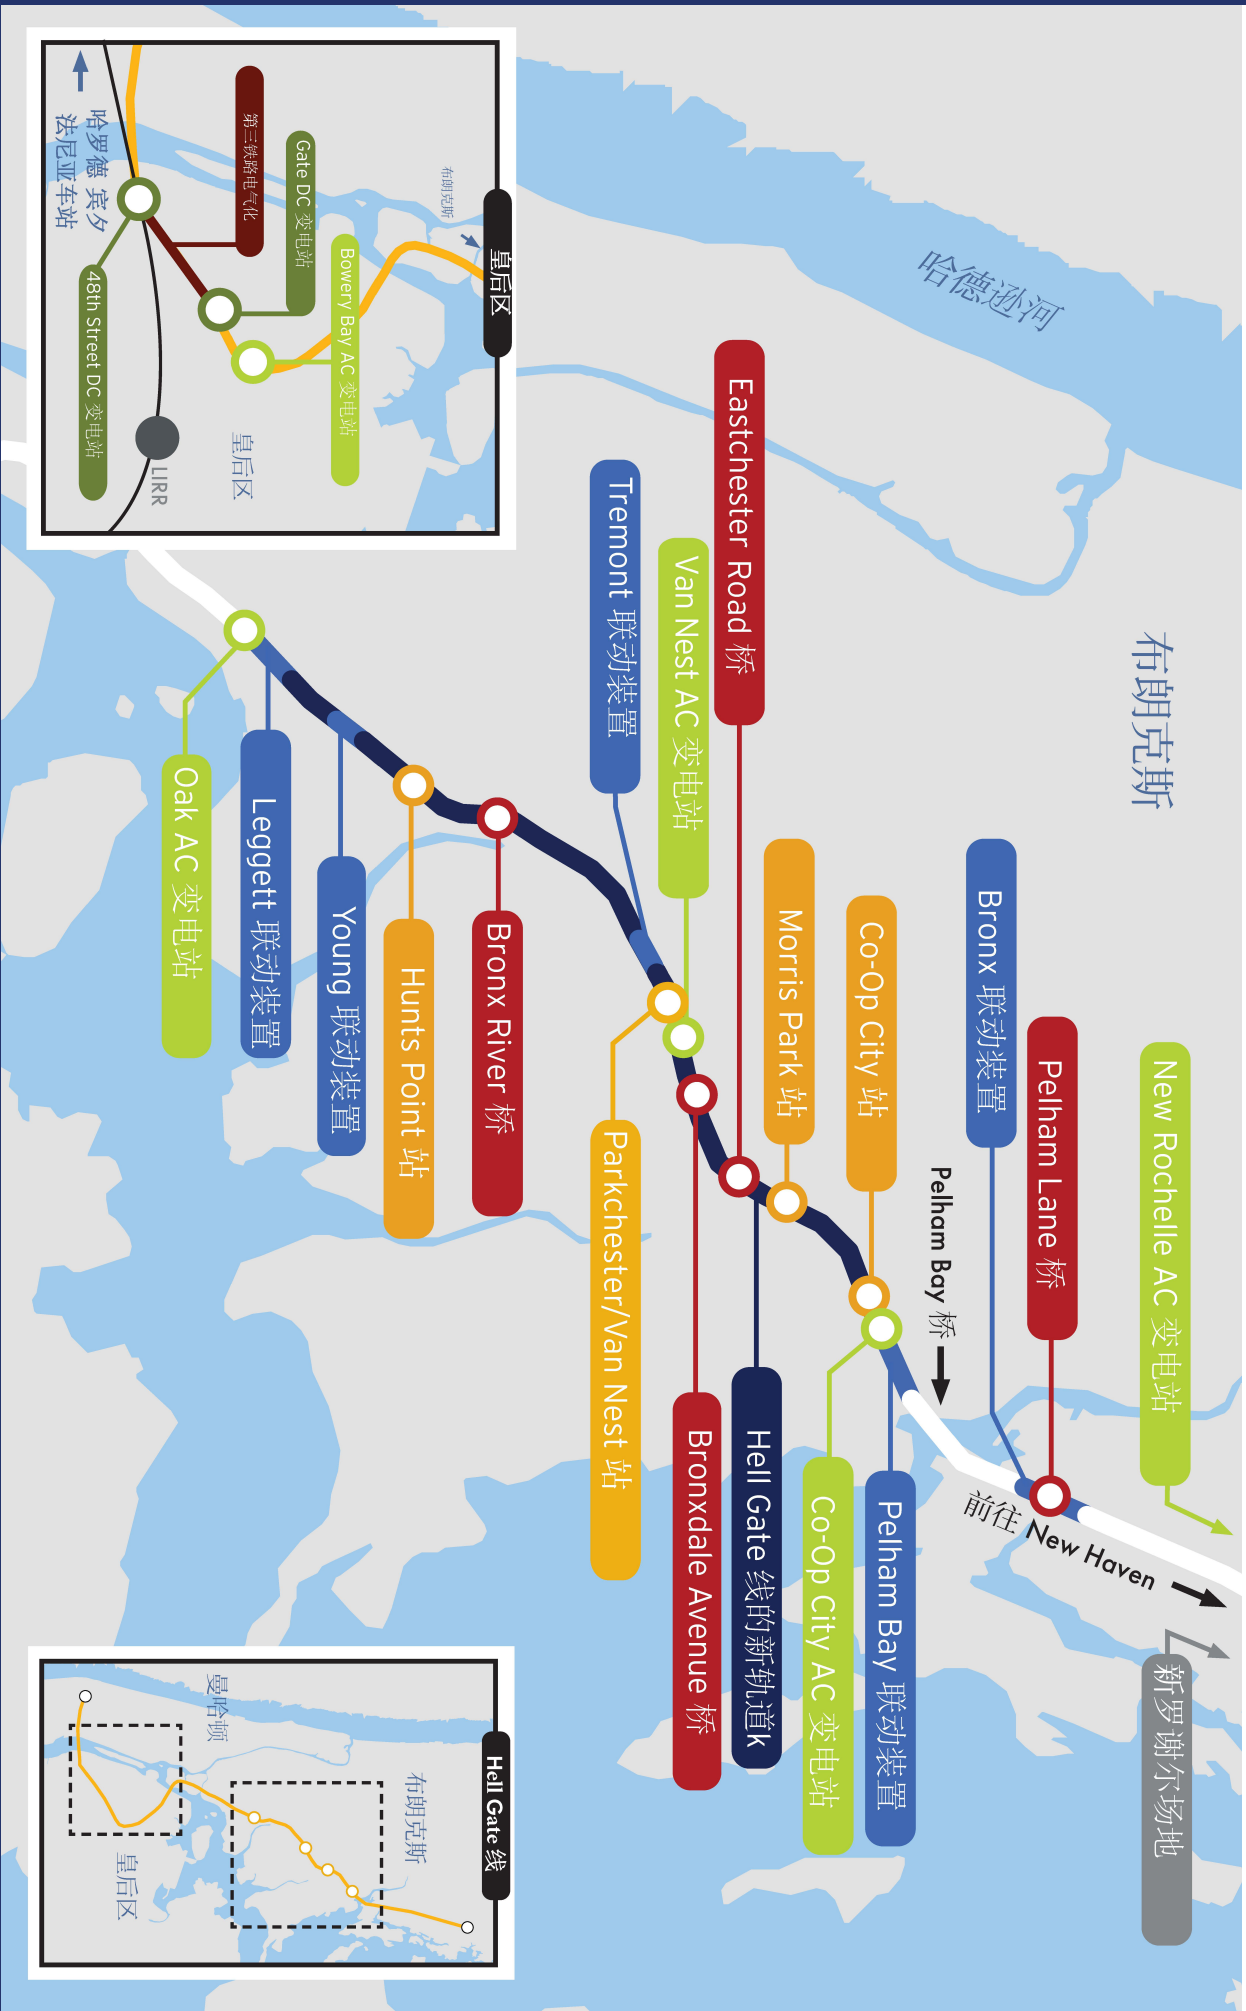 布朗克斯
New Rochelle AC 变电站
新罗谢尔场地
Pelham Lane 桥
前往 New Haven
哈德逊河
Bronx 联动装置
Pelham Bay 桥
Co-Op City 站
Pelham Bay 联动装置
Co-Op City AC 变电站
Morris Park 站
Hell Gate 线的新轨道k
Eastchester Road 桥
Bronxdale Avenue 桥
Van Nest AC 变电站
Tremont 联动装置
Parkchester/Van Nest 站
Bronx River 桥
Hunts Point 站
Young 联动装置
Leggett 联动装置
Oak AC 变电站
皇后区
布朗克斯
Bowery Bay AC 变电站
Gate DC 变电站
第三铁路电气化
皇后区
LIRR
哈罗德 宾夕
法尼亚车站
48th Street DC 变电站
Hell Gate 线
布朗克斯
曼哈顿
皇后区